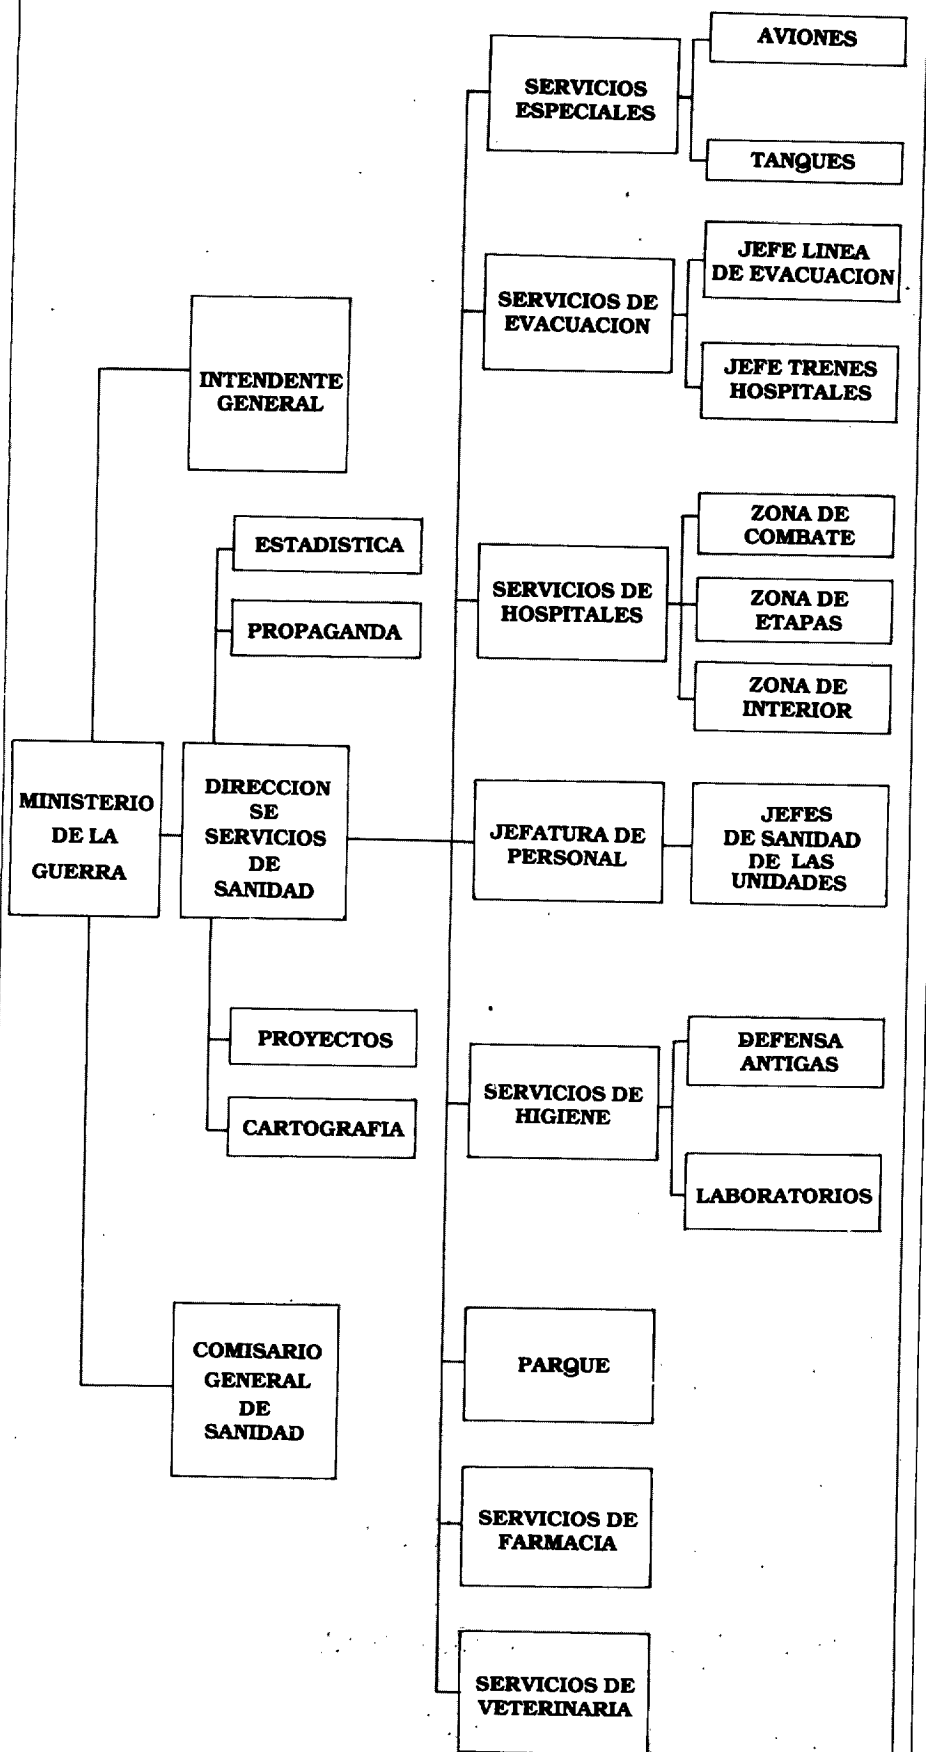 AVIONES
SERVICIOS
ESPECIALES
TANQUES
JEFE LINEA
DE EVACUACION
SERVICIOS DE
EVACUACION
JEFE TRENES
HOSPITALES
INTENDENTE
GENERAL
ESTADISTICA
PROPAGANDA
ZONA DE
COMBATE
SERVICIOS DE
HOSPITALES
ZONA DE
ETAPAS
ZONA DE
INTERIOR
MINISTERIO
DE LA
GUERRA
DIRECCION
SE
SERVICIOS
DE
SANIDAD
JEFATURA DE
PERSONAL
JEFES
DE SANIDAD
DE LAS
UNIDADES
PROYECTOS
CARTOGRAFIA
SERVICIOS DE
HIGIENE
DEFENSA
ANTIGAS
LABORATORIOS
COMISARIO
GENERAL
DE
SANIDAD
PARQUE
SERVICIOS DE
FARMACIA
SERVICIOS DE
VETERINARIA